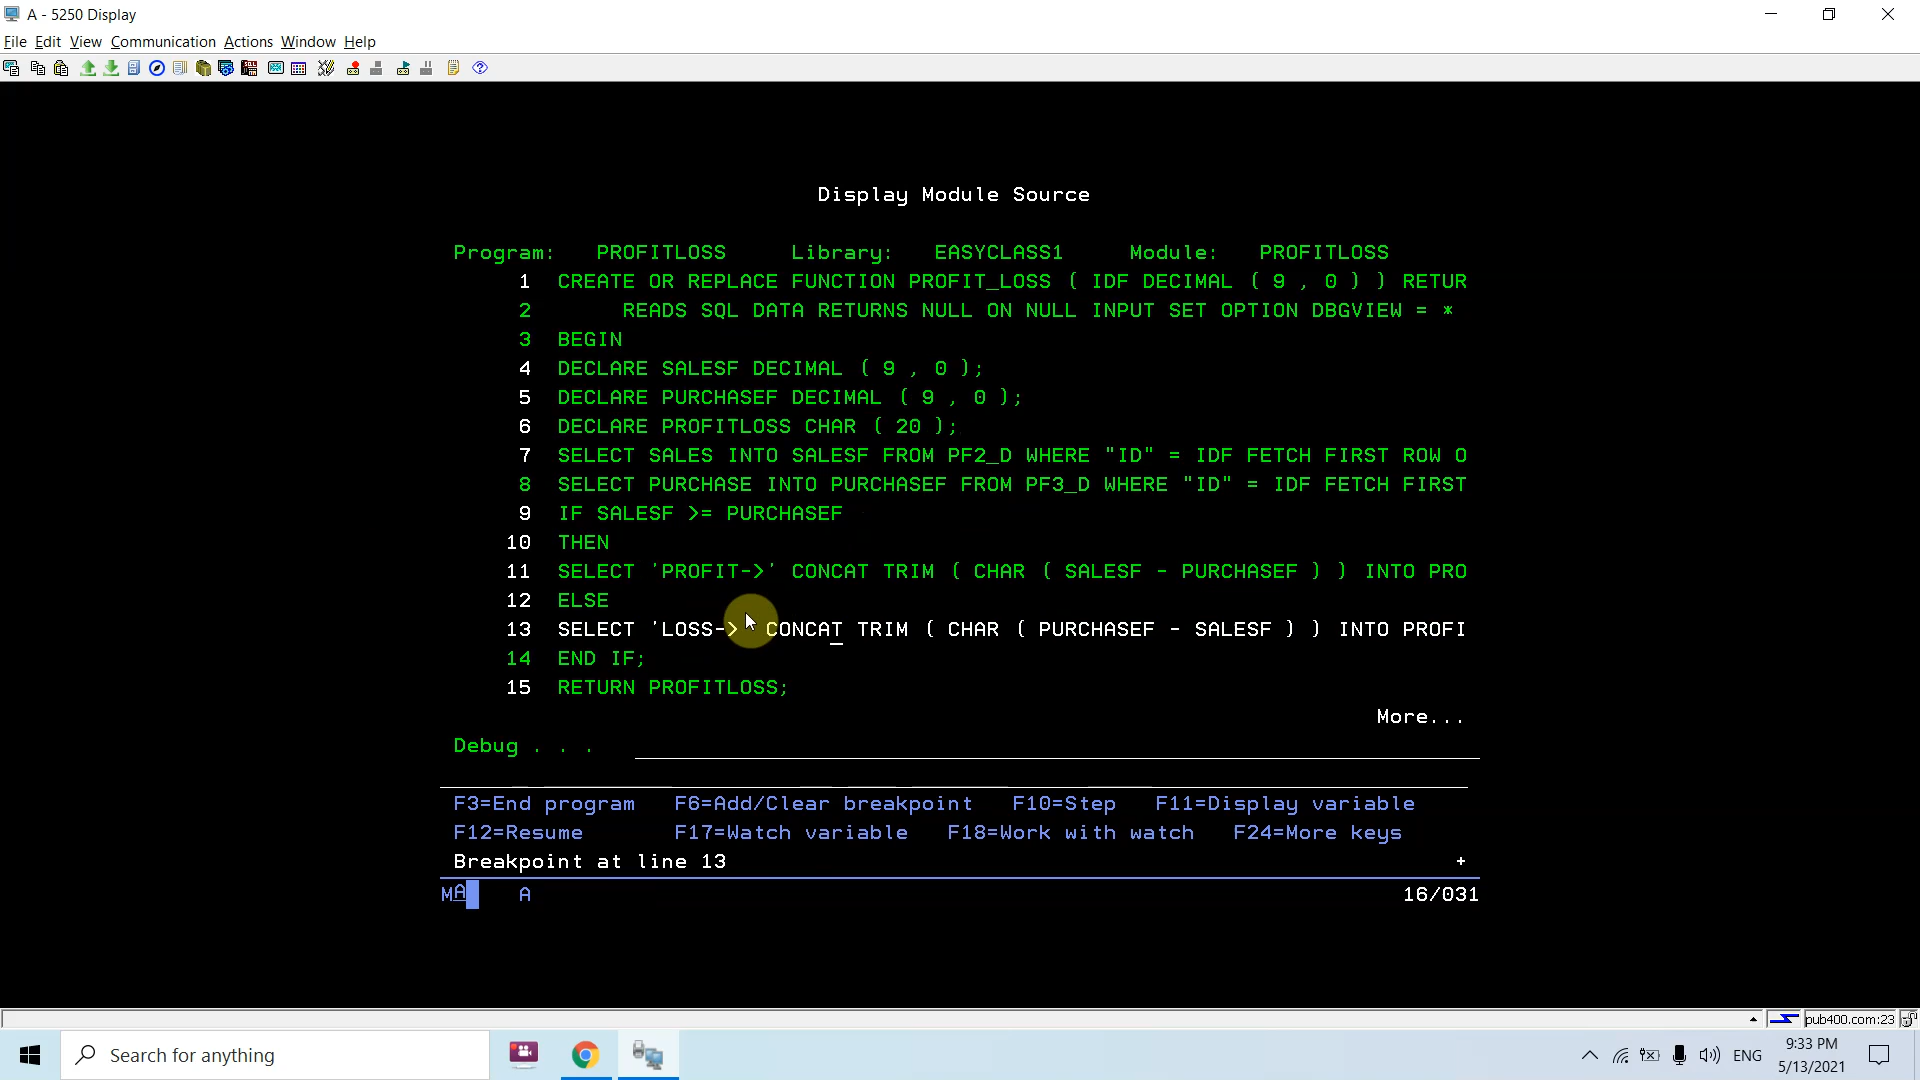 A - 5250 Display
File Edit View Communication Actions Window Help
Display Module Source
Program: PROFITLOSS Library: EASYCLASS1 Module: PROFITLOSS
1 CREATE OR REPLACE FUNCTION PROFIT_LOSS ( IDF DECIMAL ( 9 , 0 ) ) RETUR
2 READS SQL DATA RETURNS NULL ON NULL INPUT SET OPTION DBGVIEW = *
3 BEGIN
4 DECLARE SALESF DECIMAL ( 9 , 0 );
5 DECLARE PURCHASEF DECIMAL ( 9 , 0 );
6 DECLARE PROFITLOSS CHAR ( 20 );
7 SELECT SALES INTO SALESF FROM PF2_D WHERE "ID" = IDF FETCH FIRST ROW O
8 SELECT PURCHASE INTO PURCHASEF FROM PF3_D WHERE "ID" = IDF FETCH FIRST
9 IF SALESF >= PURCHASEF
10 THEN
11 SELECT 'PROFIT->' CONCAT TRIM ( CHAR ( SALESF - PURCHASEF ) ) INTO PRO
12 ELSE
13 SELECT 'LOSS->' CONCAT TRIM ( CHAR ( PURCHASEF - SALESF ) ) INTO PROFI
14 END IF;
15 RETURN PROFITLOSS;
More...
Debug . . .
F3=End program F6=Add/Clear breakpoint F10=Step F11=Display variable
F12=Resume F17=Watch variable F18=Work with watch F24=More keys
Breakpoint at line 13 +
MA A 16/031
pub400.com:23
Search for anything
ENG
9:33 PM
5/13/2021